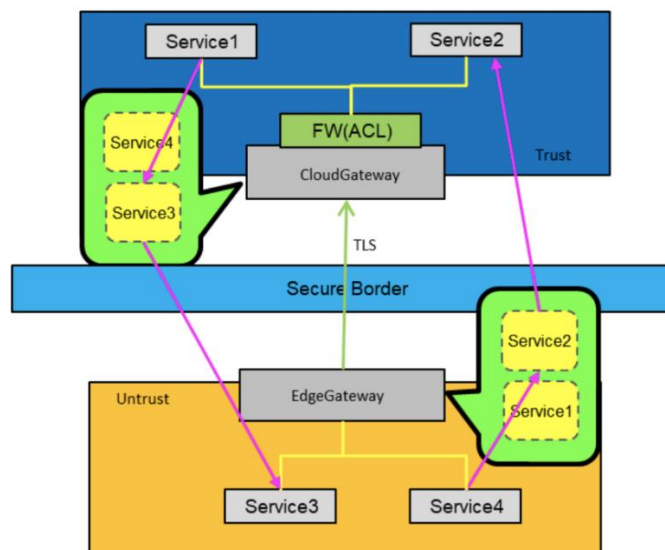 Service1
Service2
Service4
FW(ACL)
Trust
CloudGateway
Service3
TLS
Secure Border
Service2
Untrust
EdgeGateway
Service1
Service3
Service4